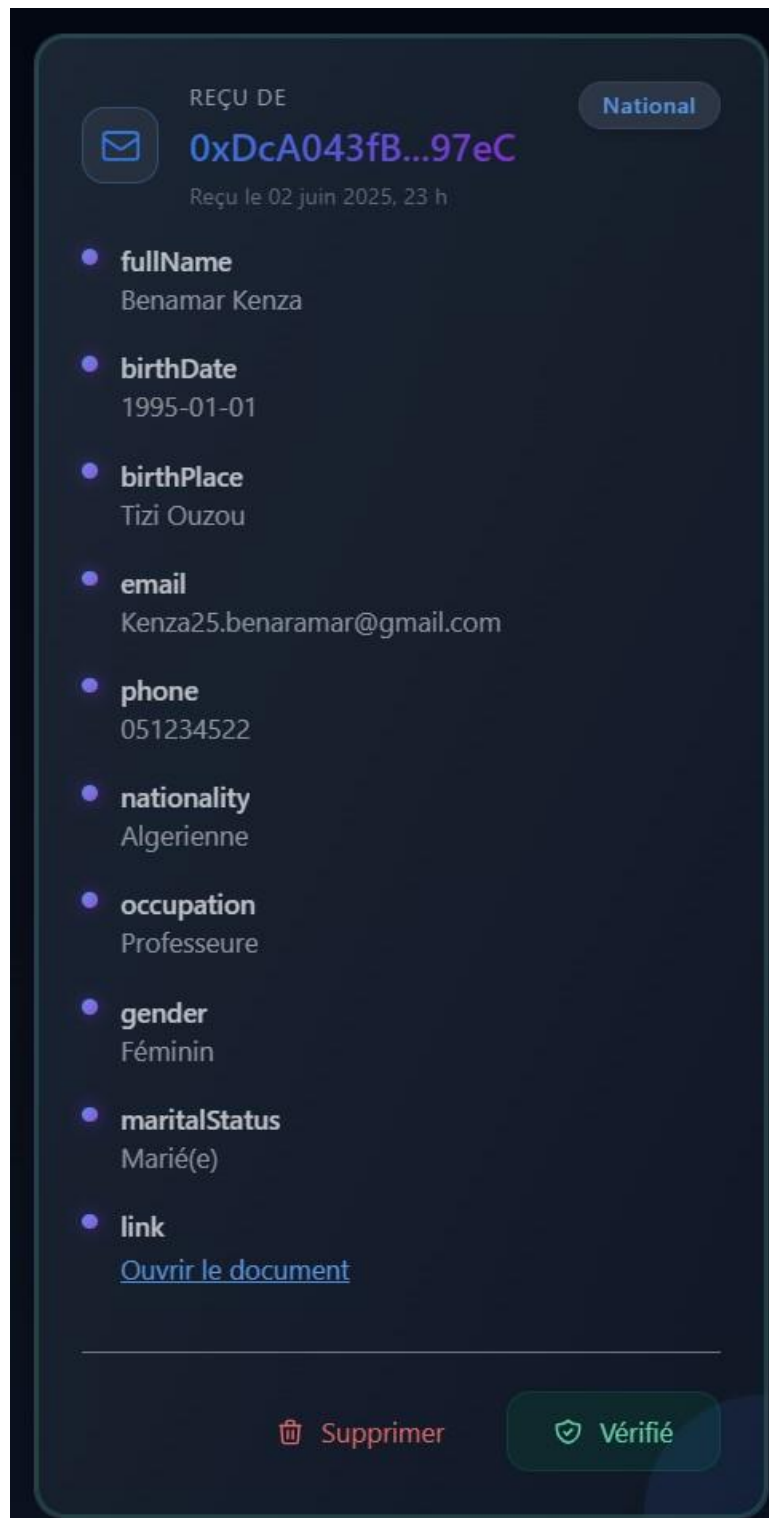 REÇU DE
National
0xDcA043fB...97eC
Reçu le 02 juin 2025, 23 h
fullName
Benamar Kenza
birthDate
1995-01-01
birthPlace
Tizi Ouzou
email
Kenza25.benaramar@gmail.com
phone
051234522
nationality
Algerienne
occupation
Professeure
gender
Féminin
maritalStatus
Marié(e)
link
Ouvrir le document
Supprimer
Vérifié